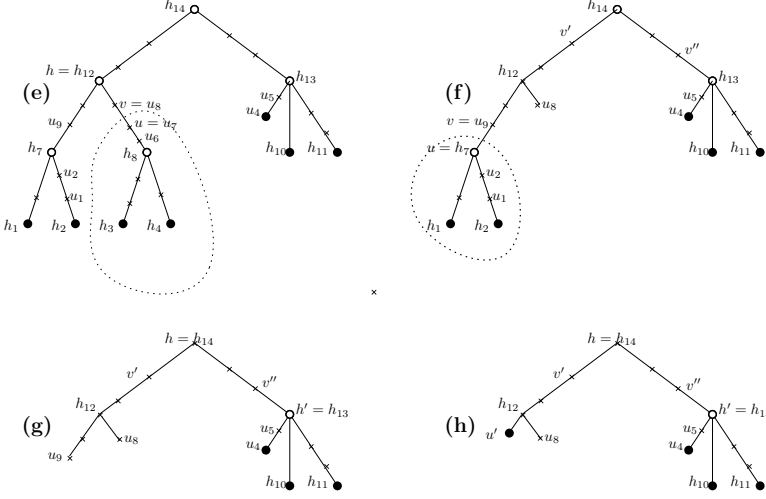 h₁₄
h = h₁₂
h₁₃
(e)
v = u₈
u₅
u₄
u₉
u = u₇
u₆
h₇
h₈
h₁₀
h₁₁
u₂
u₁
h₁
h₂
h₃
h₄
h₁₄
v′
v″
h₁₂
h₁₃
(f)
u₅
u₈
u₄
v = u₉
u = h₇
h₁₀
h₁₁
u₂
u₁
h₁
h₂
h = h₁₄
v′
v″
h₁₂
h′ = h₁₃
(g)
u₅
u₈
u₄
u₉
h₁₀
h₁₁
h = h₁₄
v′
v″
h₁₂
h′ = h₁
(h)
u′
u₅
u₈
u₄
h₁₀
h₁₁